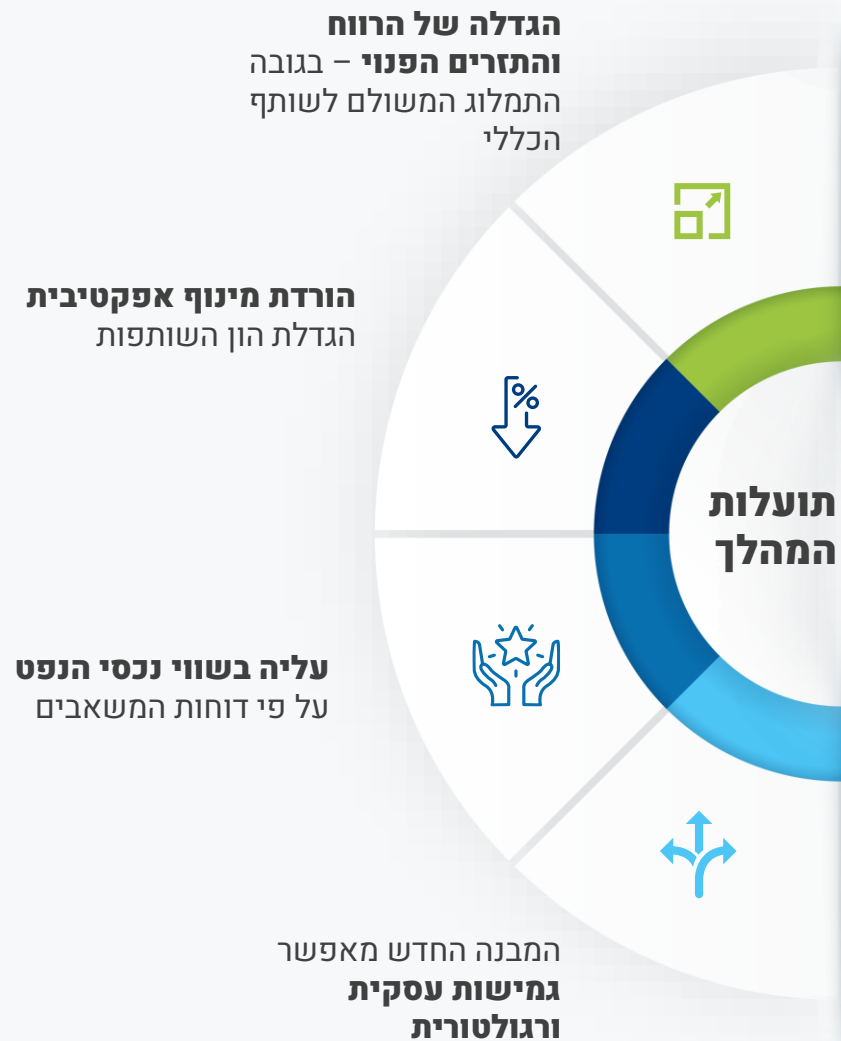 הגדלה של הרווח
והתזרים הפנוי – בגובה
התמלוג המשולם לשותף
הכללי
הורדת מינוף אפקטיבית
הגדלת הון השותפות
%
תועלות
המהלך
עליה בשווי נכסי הנפט
על פי דוחות המשאבים
המבנה החדש מאפשר
גמישות עסקית
ורגולטורית